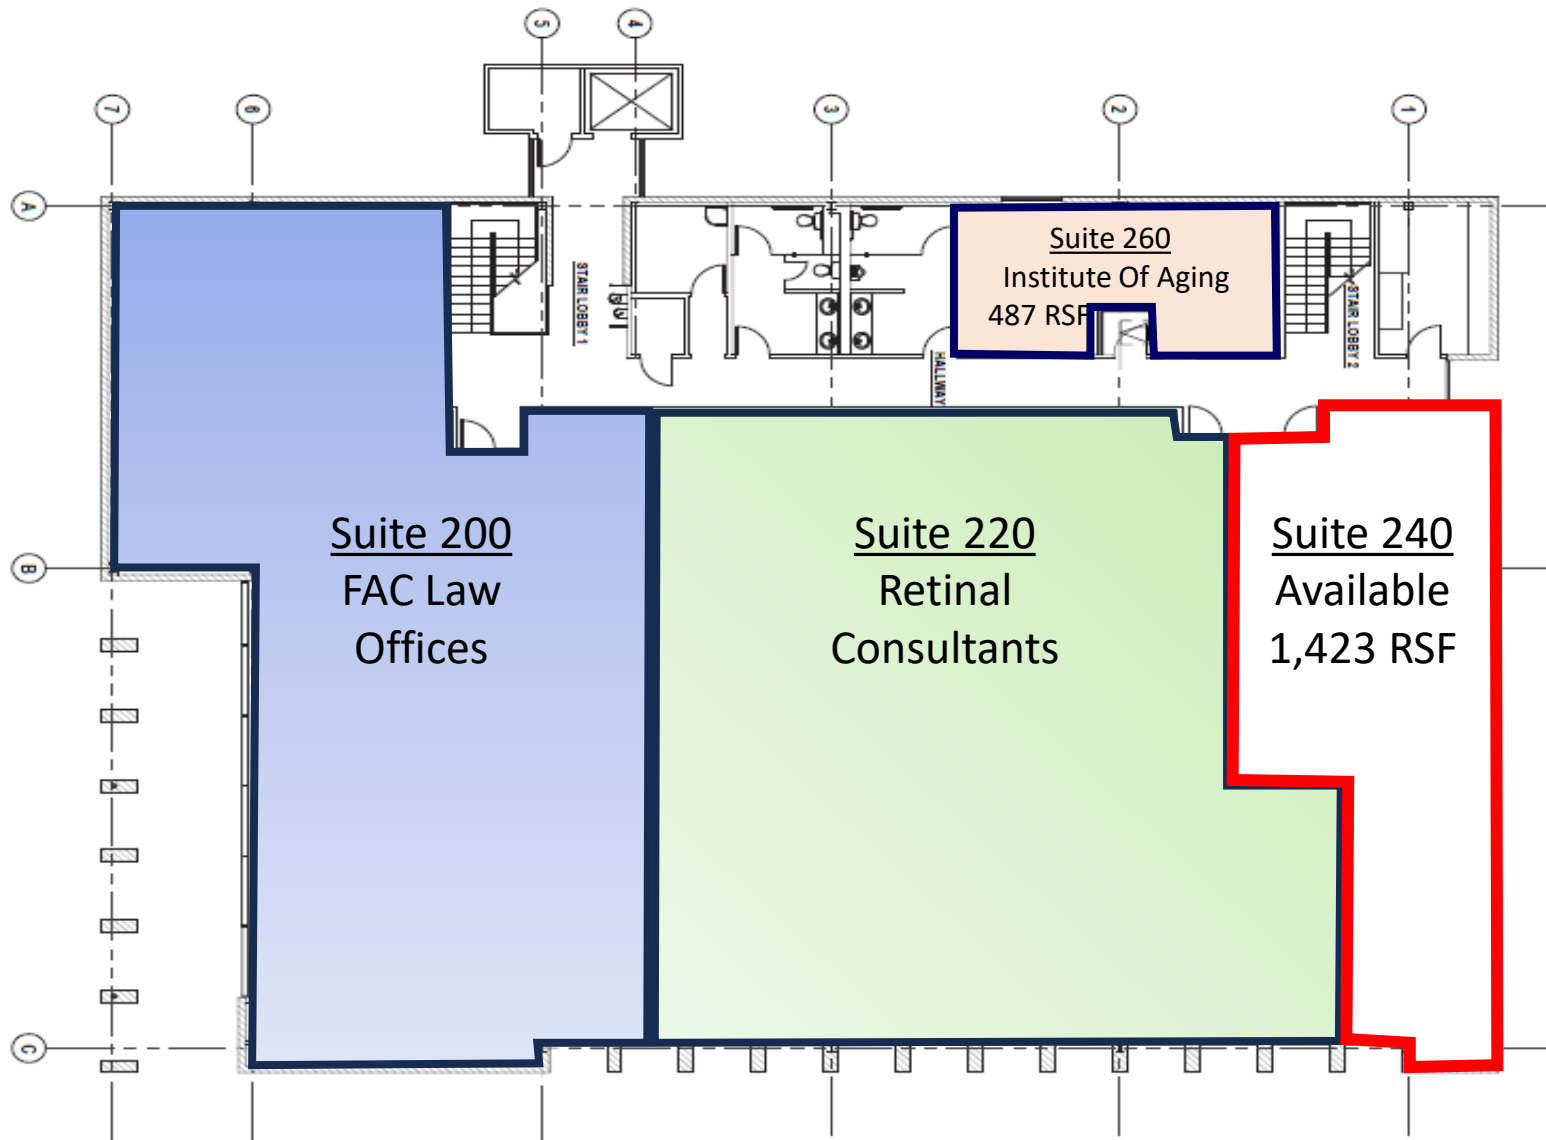 5
4
7
6
3
2
1
A
Suite 260
Institute Of Aging
487 RSF
STAIR LOBBY 1
STAIR LOBBY 2
HALLWAY
Suite 200
FAC Law
Offices
Suite 220
Retinal
Consultants
Suite 240
Available
1,423 RSF
B
C